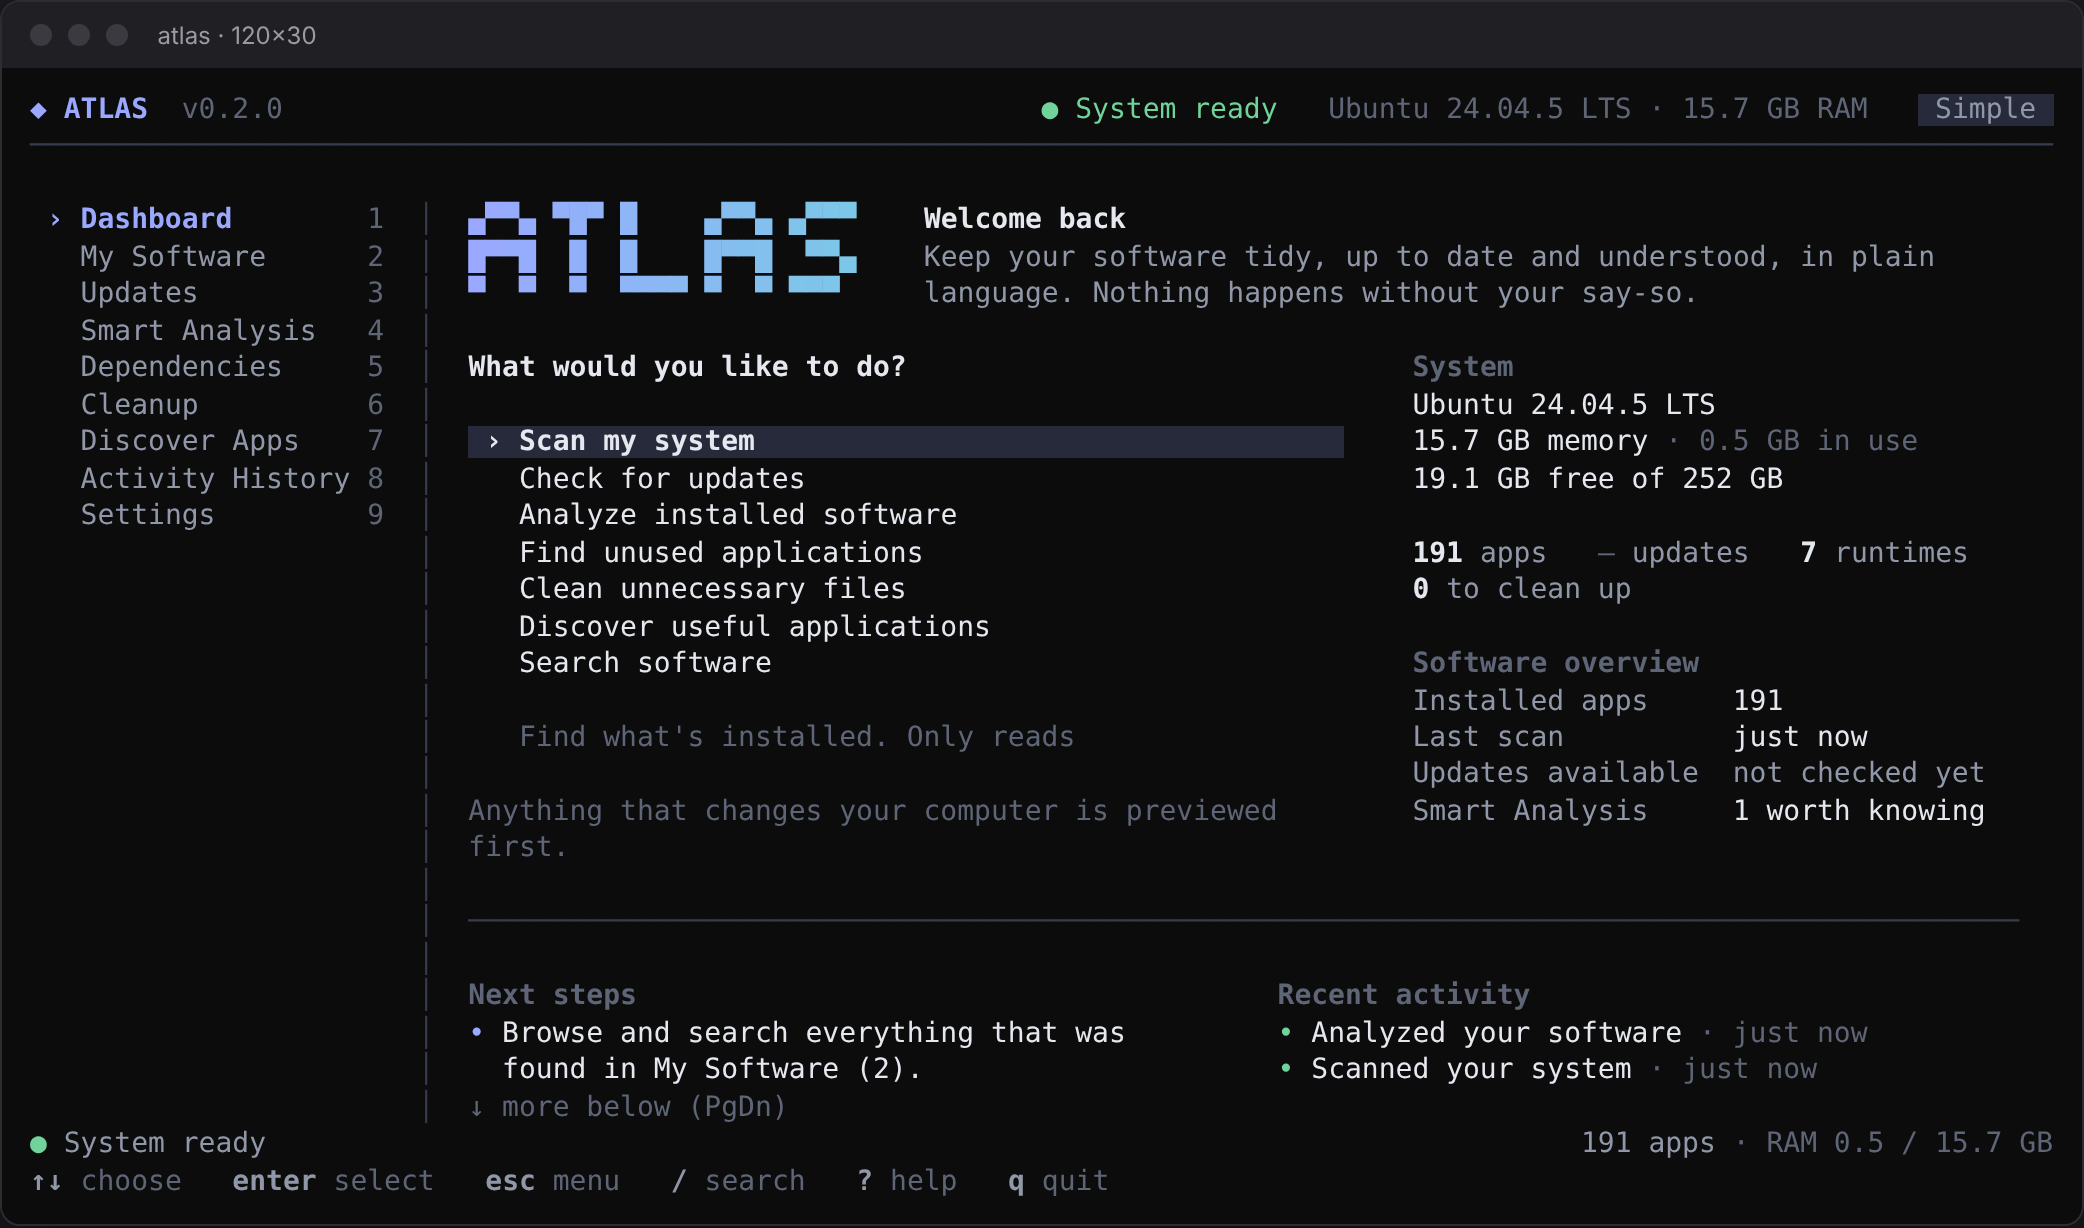 atlas · 120×30
◆ ATLAS v0.2.0
● System ready Ubuntu 24.04.5 LTS · 15.7 GB RAM Simple
› Dashboard 1
My Software 2
Updates 3
Smart Analysis 4
Dependencies 5
Cleanup 6
Discover Apps 7
Activity History 8
Settings 9
ATLAS
Welcome back
Keep your software tidy, up to date and understood, in plain
language. Nothing happens without your say-so.
What would you like to do?
› Scan my system
Check for updates
Analyze installed software
Find unused applications
Clean unnecessary files
Discover useful applications
Search software
Find what's installed. Only reads
Anything that changes your computer is previewed
first.
System
Ubuntu 24.04.5 LTS
15.7 GB memory · 0.5 GB in use
19.1 GB free of 252 GB
191 apps — updates 7 runtimes
0 to clean up
Software overview
Installed apps 191
Last scan just now
Updates available not checked yet
Smart Analysis 1 worth knowing
Next steps
• Browse and search everything that was
found in My Software (2).
↓ more below (PgDn)
Recent activity
• Analyzed your software · just now
• Scanned your system · just now
● System ready
191 apps · RAM 0.5 / 15.7 GB
↑↓ choose enter select esc menu / search ? help q quit